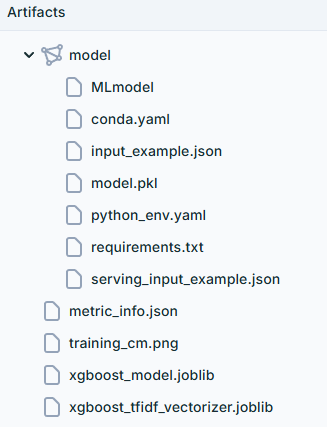 Artifacts
model
MLmodel
conda.yaml
input_example.json
model.pkl
python_env.yaml
requirements.txt
serving_input_example.json
metric_info.json
training_cm.png
xgboost_model.joblib
xgboost_tfidf_vectorizer.joblib